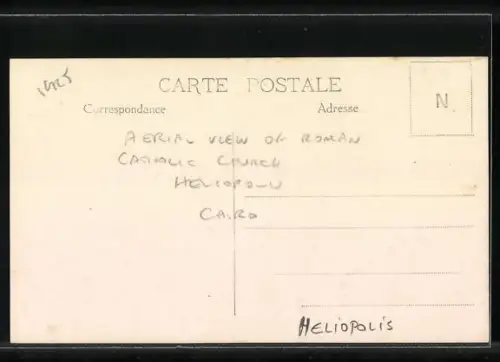 1925
CARTE POSTALE
Correspondance
Adresse
N
AERIAL VIEW OF ROMAN
CATHOLIC CHURCH
HELIOPOLIS
CAIRO
HELIOPOLIS